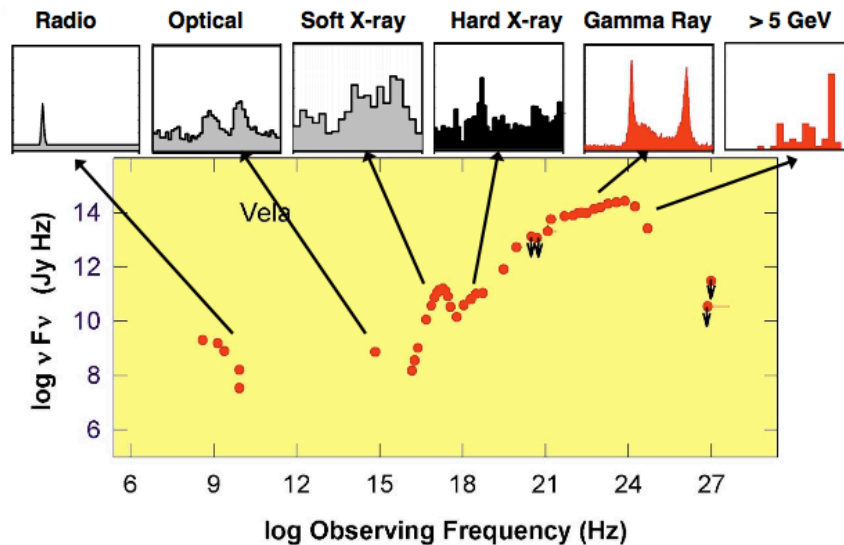 Radio Optical Soft X-ray Hard X-ray Gamma Ray > 5 GeV
Vela
log ν Fν (Jy Hz)
14
12
10
8
6
6 9 12 15 18 21 24 27
log Observing Frequency (Hz)